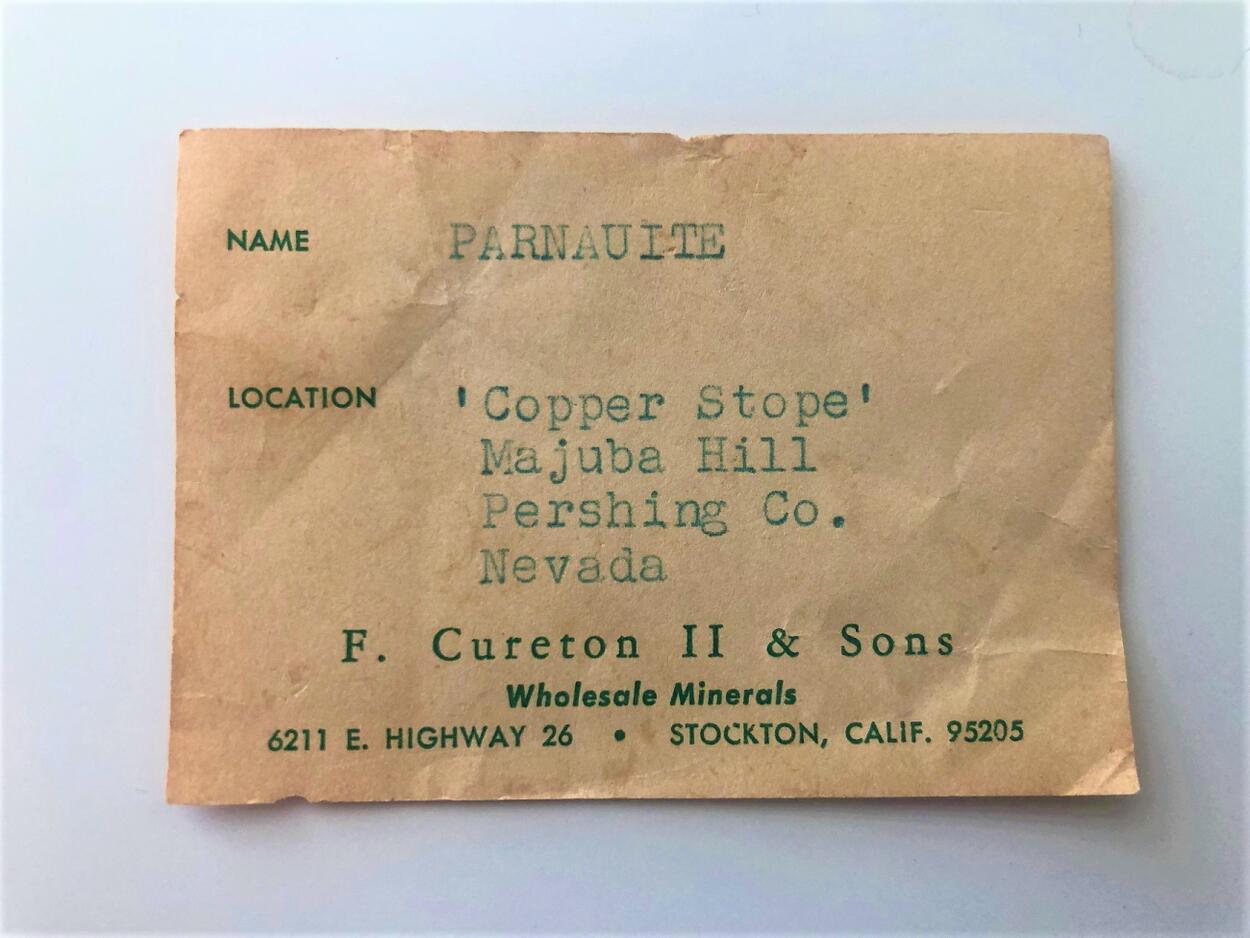 NAME PARNAUITE
LOCATION 'Copper Stope'
Majuba Hill
Pershing Co.
Nevada
F. Cureton II & Sons
Wholesale Minerals
6211 E. HIGHWAY 26 • STOCKTON, CALIF. 95205